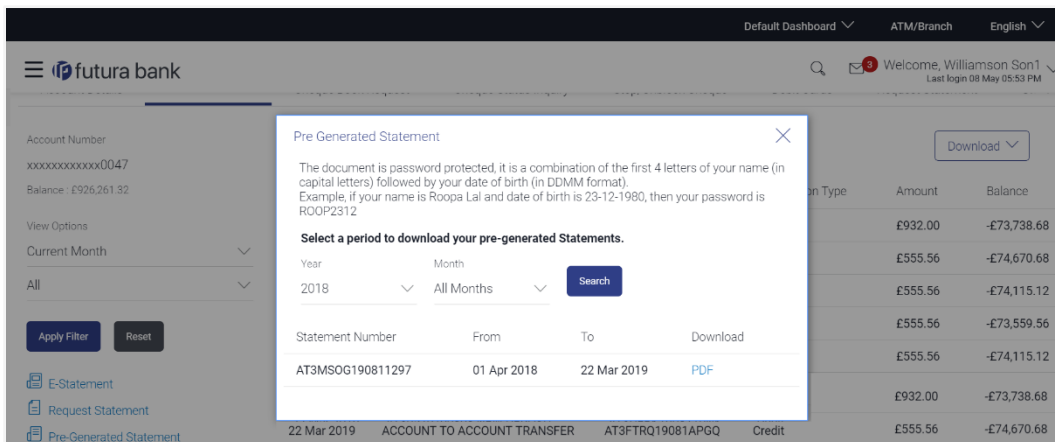 Default Dashboard ATM/Branch English
futura bank
3 Welcome, Williamson Son1
Last login 08 May 05:53 PM
Pre Generated Statement
The document is password protected, it is a combination of the first 4 letters of your name (in
capital letters) followed by your date of birth (in DDMM format).
Example, if your name is Roopa Lal and date of birth is 23-12-1980, then your password is
ROOP2312
Select a period to download your pre-generated Statements.
Year Month
2018 All Months Search
Statement Number From To Download
AT3MSOG190811297 01 Apr 2018 22 Mar 2019 PDF
Account Number
xxxxxxxxxxxx0047
Balance : £926,261.32
View Options
Current Month
All
Apply Filter Reset
E-Statement
Request Statement
Pre-Generated Statement
Download
on Type Amount Balance
£932.00 -£73,738.68
£555.56 -£74,670.68
£555.56 -£74,115.12
£555.56 -£73,559.56
£555.56 -£74,115.12
£932.00 -£73,738.68
22 Mar 2019 ACCOUNT TO ACCOUNT TRANSFER AT3FTRQ19081APGQ Credit £555.56 -£74,670.68